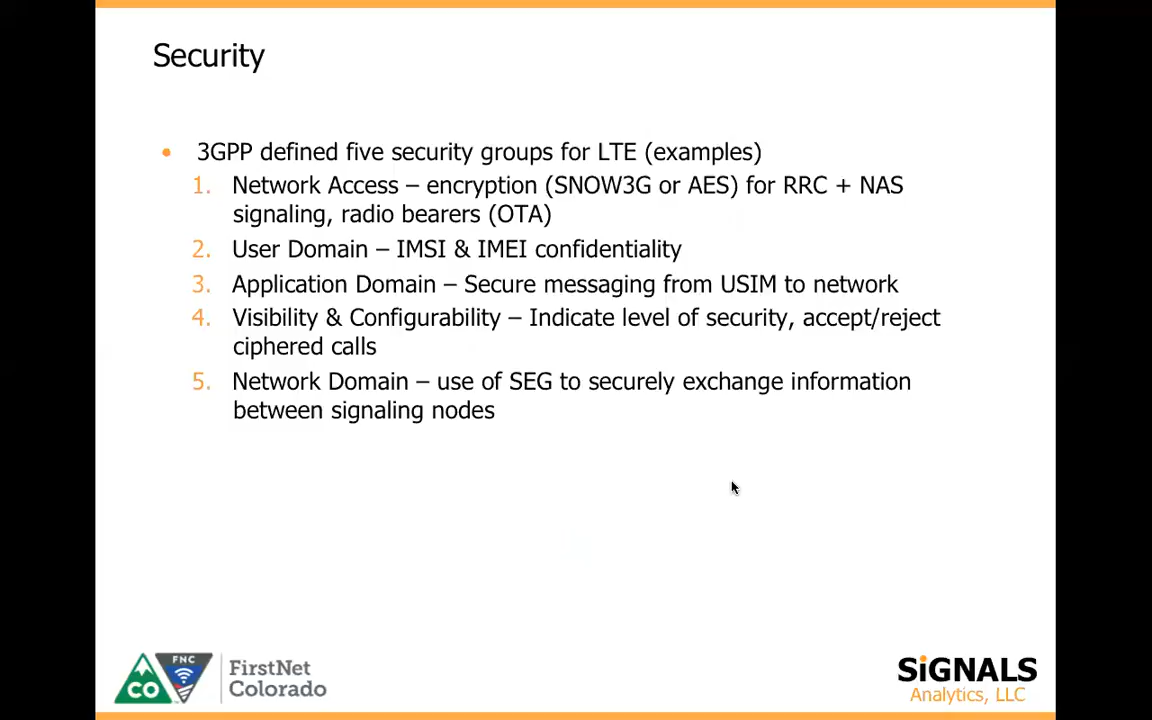 Security
• 3GPP defined five security groups for LTE (examples)
1. Network Access – encryption (SNOW3G or AES) for RRC + NAS
signaling, radio bearers (OTA)
2. User Domain – IMSI & IMEI confidentiality
3. Application Domain – Secure messaging from USIM to network
4. Visibility & Configurability – Indicate level of security, accept/reject
ciphered calls
5. Network Domain – use of SEG to securely exchange information
between signaling nodes
FNC
CO
FirstNet
Colorado
SiGNALS
Analytics, LLC